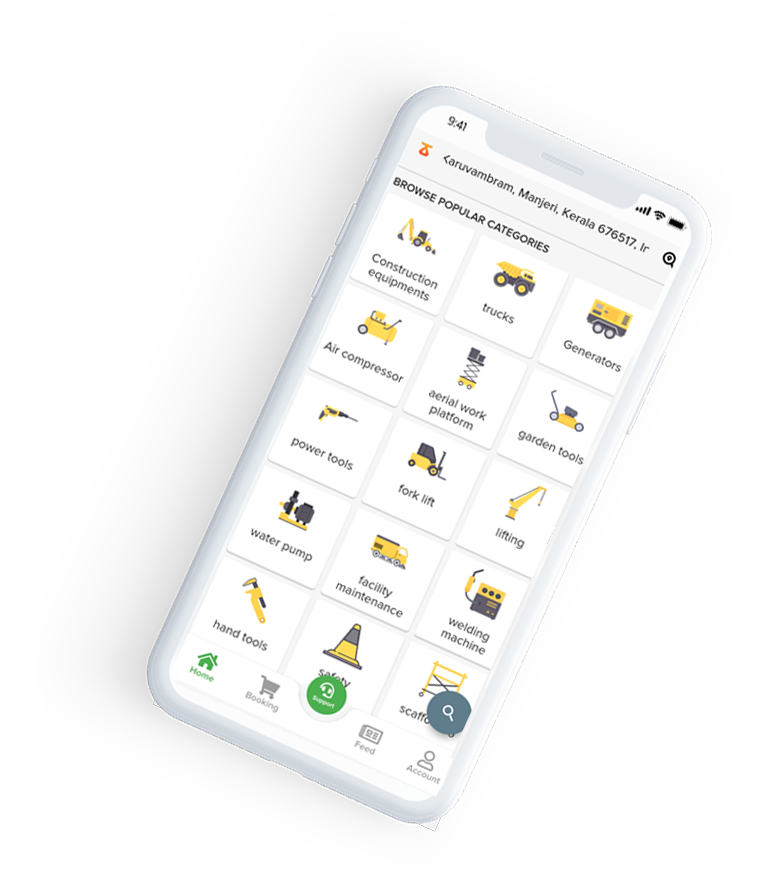 9:41
Karuvambram, Manjeri, Kerala 676517, Ir
BROWSE POPULAR CATEGORIES
Construction
equipments
trucks
Generators
Air compressor
aerial work
platform
garden tools
power tools
fork lift
lifting
water pump
facility
maintenance
welding
machine
hand tools
safety
scaffo
Home
Booking
Support
Feed
Account